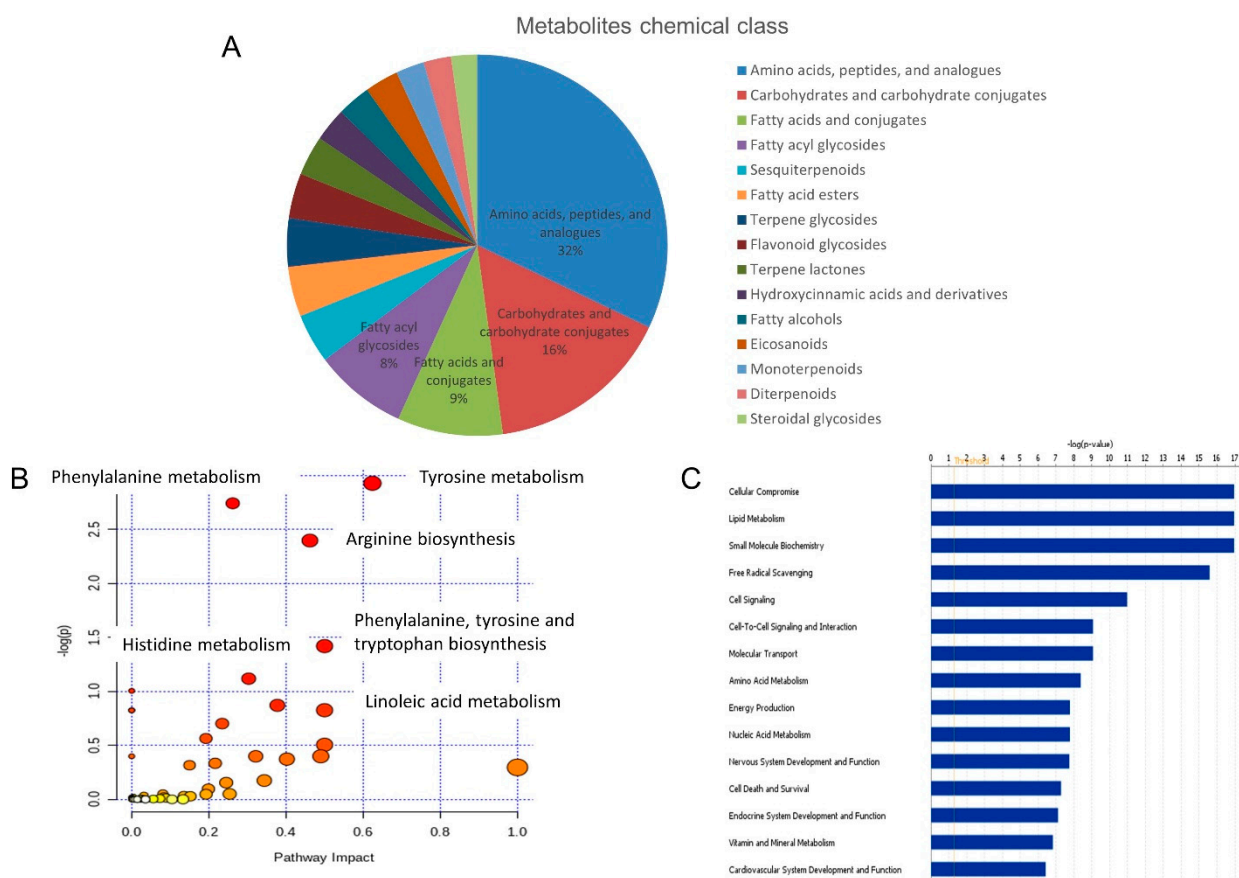 Metabolites chemical class
A
Amino acids, peptides, and
analogues
32%
Carbohydrates and
carbohydrate conjugates
16%
Fatty acids and
conjugates
9%
Fatty acyl
glycosides
8%
Amino acids, peptides, and analogues
Carbohydrates and carbohydrate conjugates
Fatty acids and conjugates
Fatty acyl glycosides
Sesquiterpenoids
Fatty acid esters
Terpene glycosides
Flavonoid glycosides
Terpene lactones
Hydroxycinnamic acids and derivatives
Fatty alcohols
Eicosanoids
Monoterpenoids
Diterpenoids
Steroidal glycosides
B
Phenylalanine metabolism
Tyrosine metabolism
Arginine biosynthesis
Phenylalanine, tyrosine and
tryptophan biosynthesis
Histidine metabolism
Linoleic acid metabolism
-log(p)
2.5
2.0
1.5
1.0
0.5
0.0
0.0 0.2 0.4 0.6 0.8 1.0
Pathway Impact
C
-log(p-value)
0 1 2 3 4 5 6 7 8 9 10 11 12 13 14 15 16 17
Threshold
Cellular Compromise
Lipid Metabolism
Small Molecule Biochemistry
Free Radical Scavenging
Cell Signaling
Cell-To-Cell Signaling and Interaction
Molecular Transport
Amino Acid Metabolism
Energy Production
Nucleic Acid Metabolism
Nervous System Development and Function
Cell Death and Survival
Endocrine System Development and Function
Vitamin and Mineral Metabolism
Cardiovascular System Development and Function